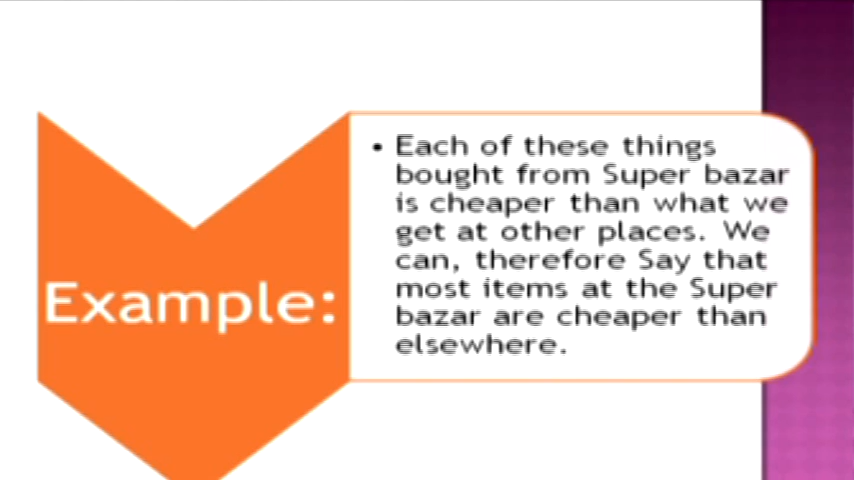 Example:
• Each of these things
bought from Super bazar
is cheaper than what we
get at other places. We
can, therefore Say that
most items at the Super
bazar are cheaper than
elsewhere.